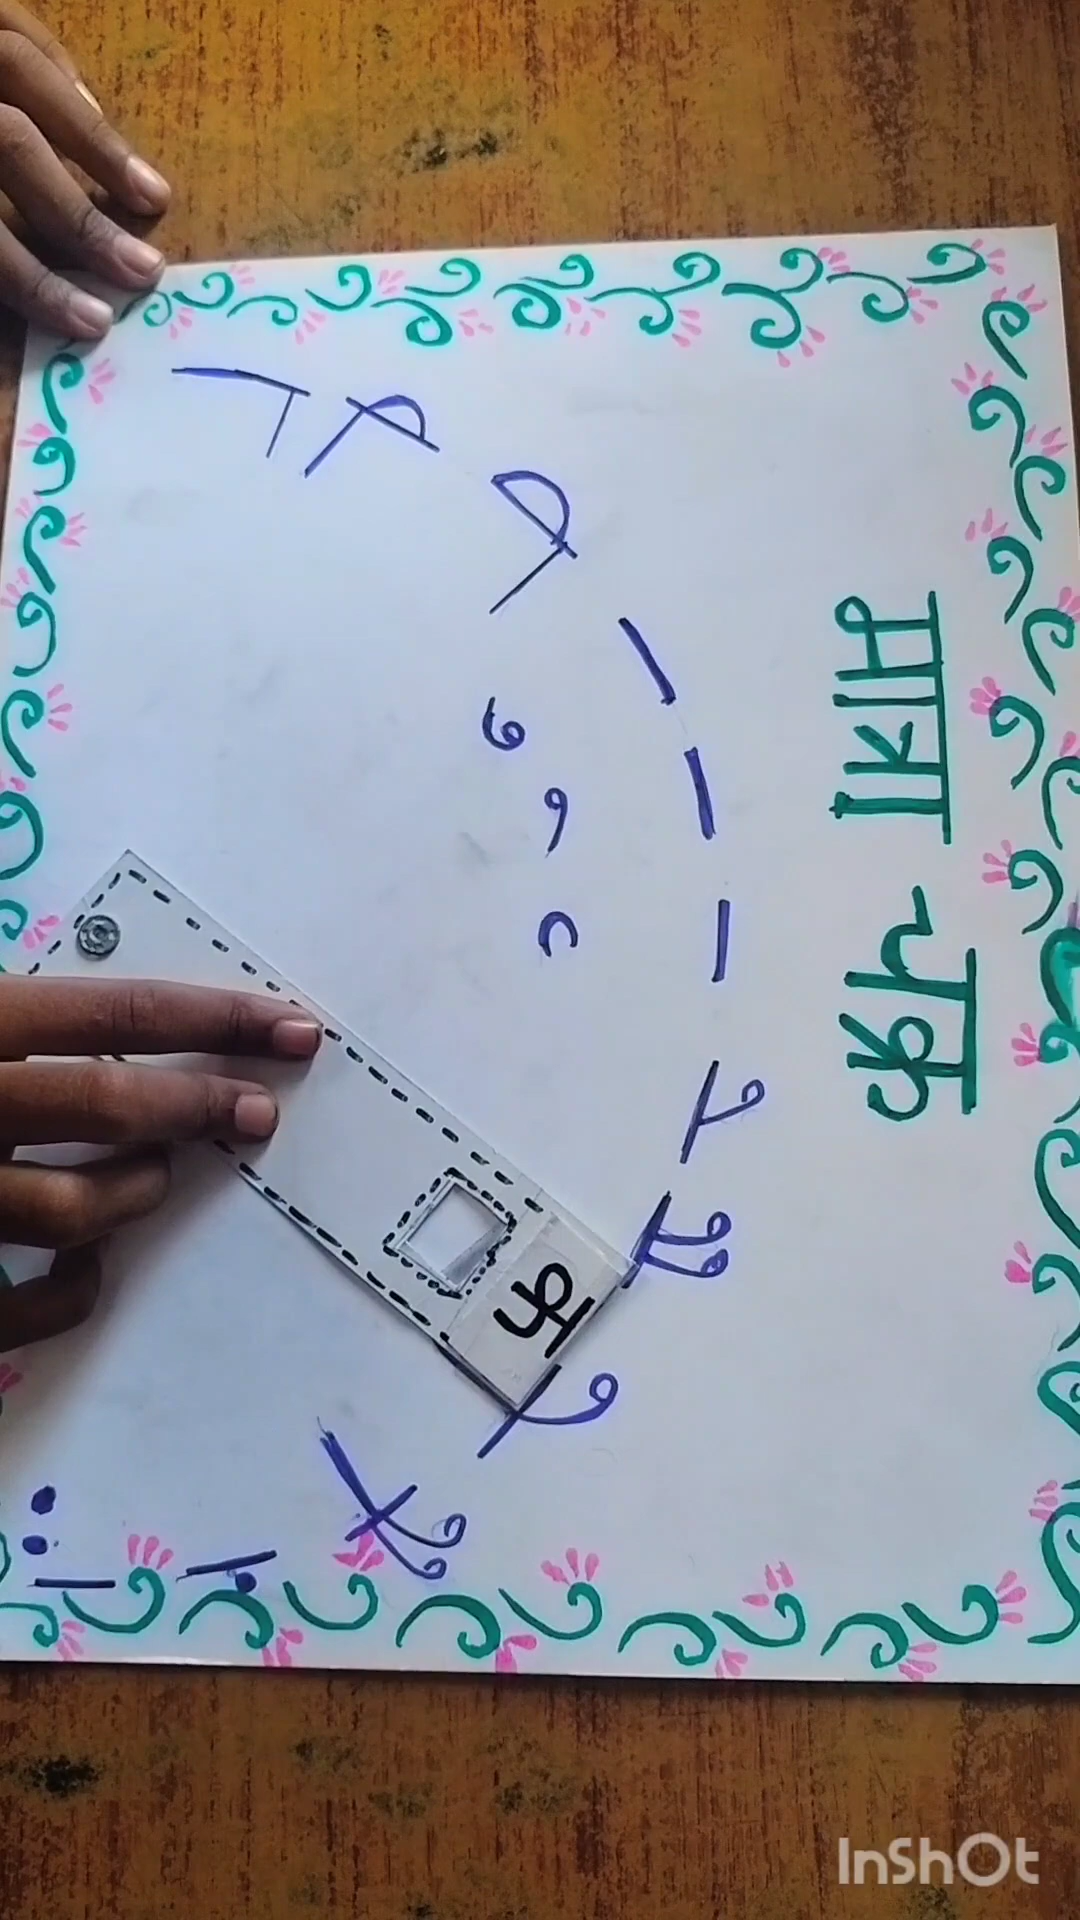 मात्रा चक्र
ा ि ी ु ू ृ े ै ो ौ ं ः
क
InShOt